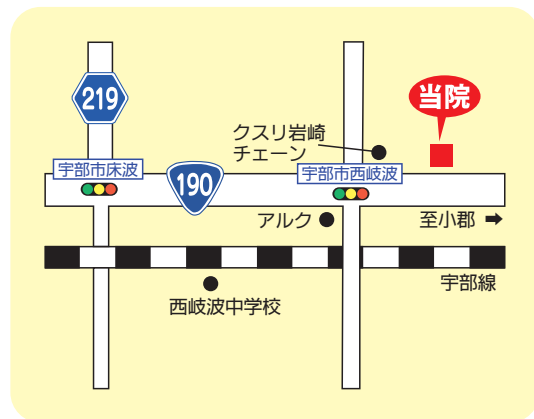 219
当院
クスリ岩崎
チェーン
宇部市床波
190
宇部市西岐波
アルク
至小郡
宇部線
西岐波中学校